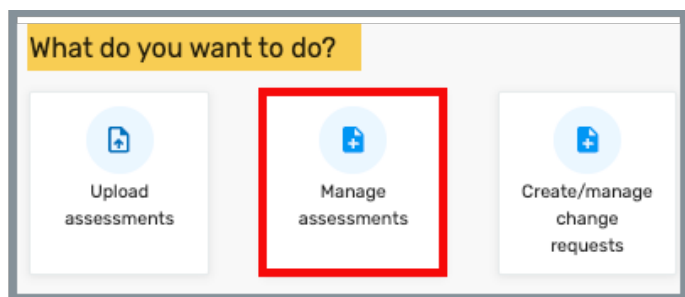 What do you want to do?
Upload
assessments
Manage
assessments
Create/manage
change
requests